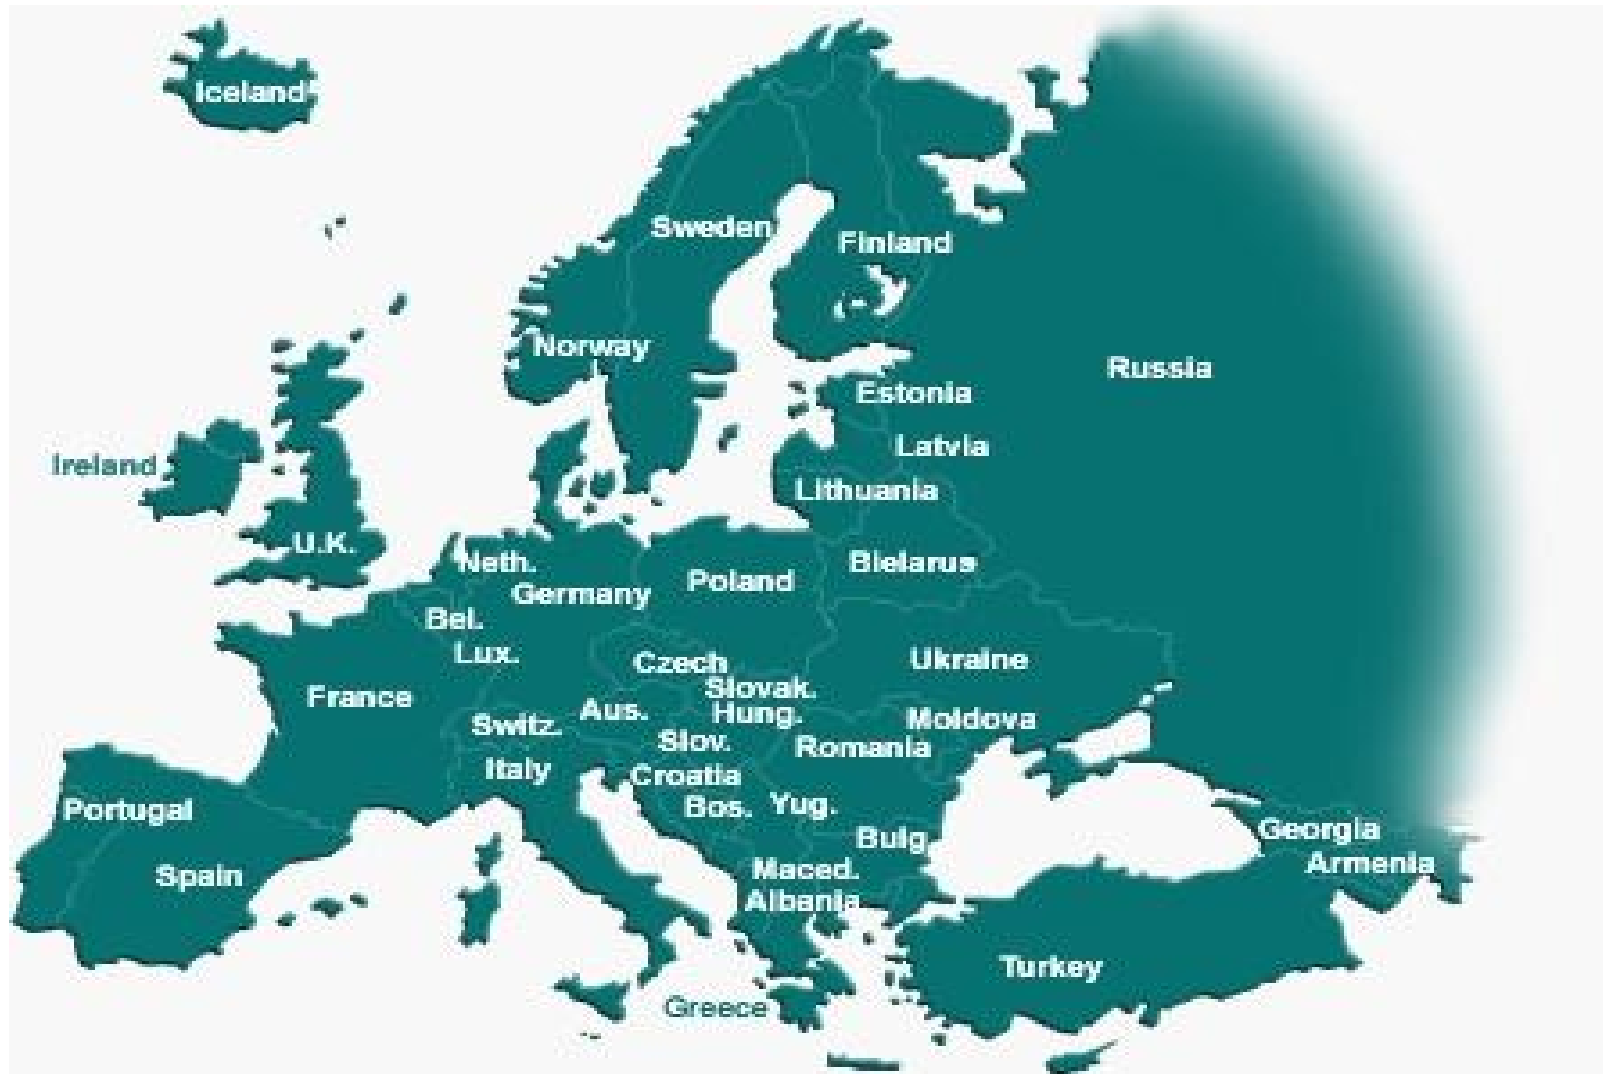 Iceland
Sweden
Finland
Norway
Russia
Estonia
Latvia
Ireland
Lithuania
U.K.
Neth.
Bielarus
Poland
Germany
Bel.
Lux.
Czech
Ukraine
Slovak.
France
Aus.
Hung.
Moldova
Switz.
Slov.
Romania
Italy
Croatia
Portugal
Bos.
Yug.
Georgia
Bulg
Armenia
Maced.
Spain
Albania
Turkey
Greece